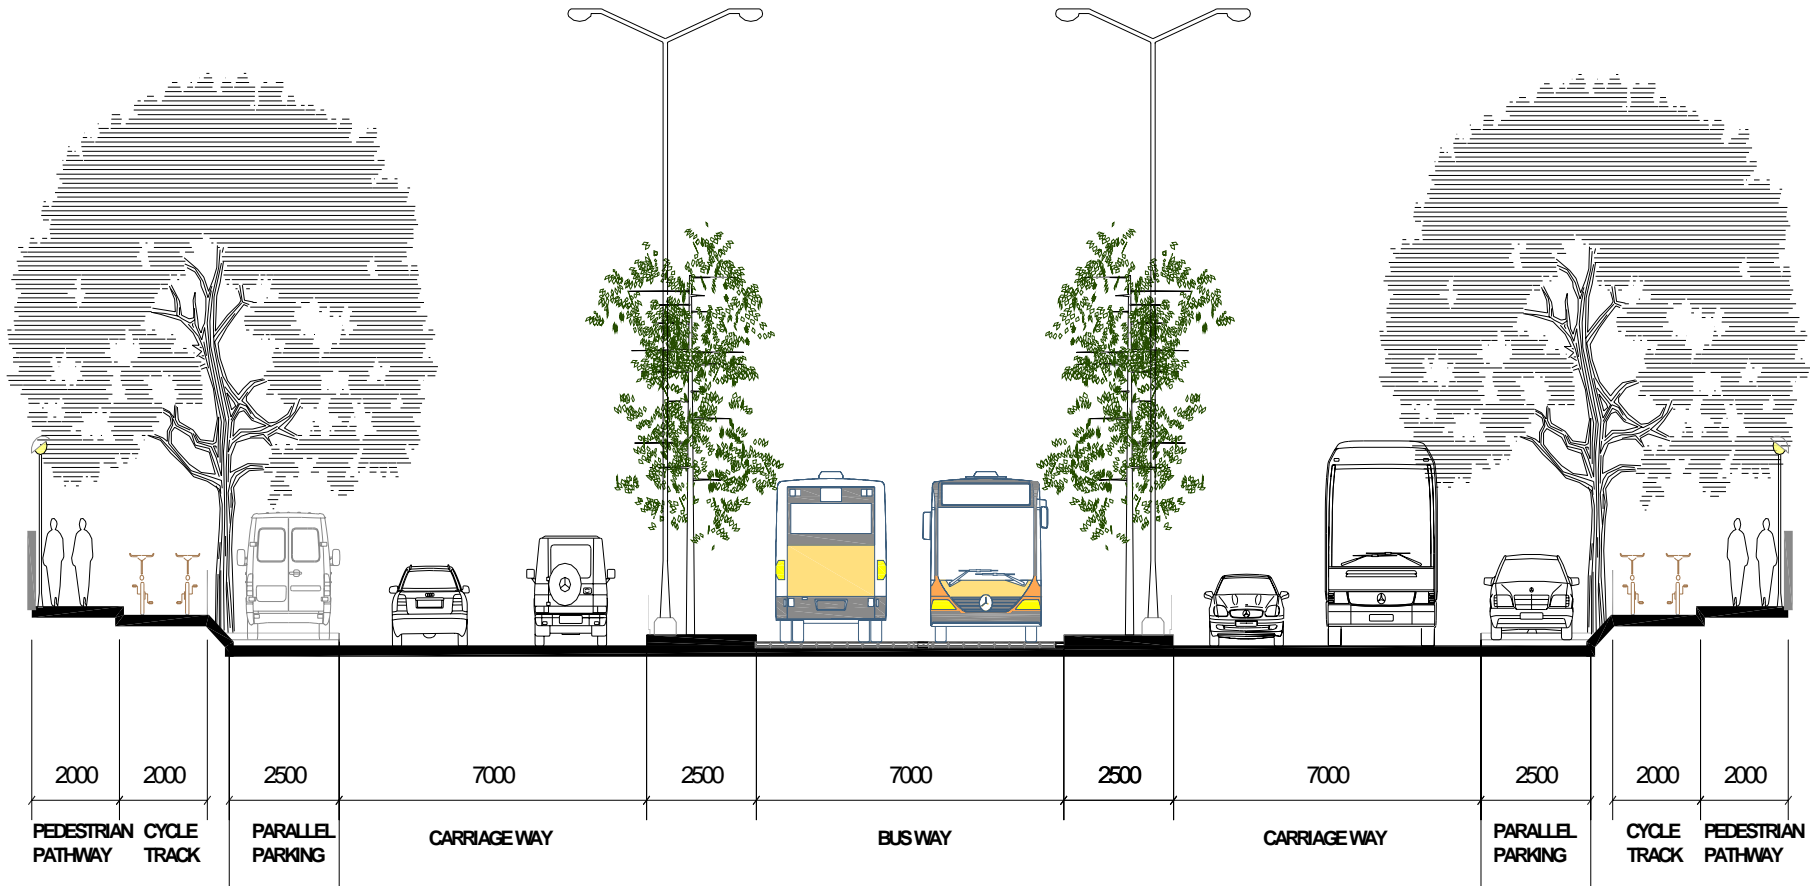 2000 2000 2500 7000 2500 7000 2500 7000 2500 2000 2000
PEDESTRIAN CYCLE PARALLEL CARRIAGE WAY BUS WAY CARRIAGE WAY PARALLEL CYCLE PEDESTRIAN
PATHWAY TRACK PARKING PARKING TRACK PATHWAY